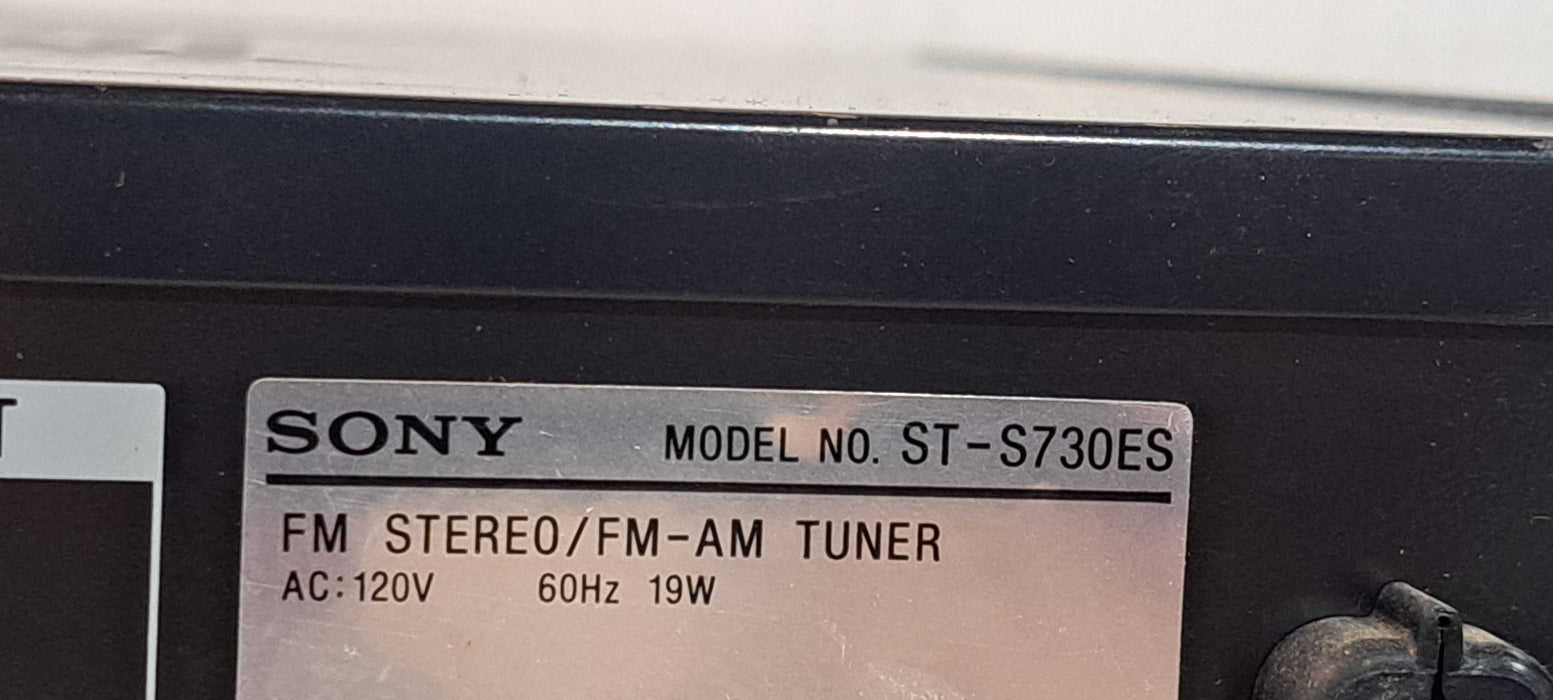 SONY MODEL NO. ST-S730ES
FM STEREO/FM-AM TUNER
AC:120V 60Hz 19W